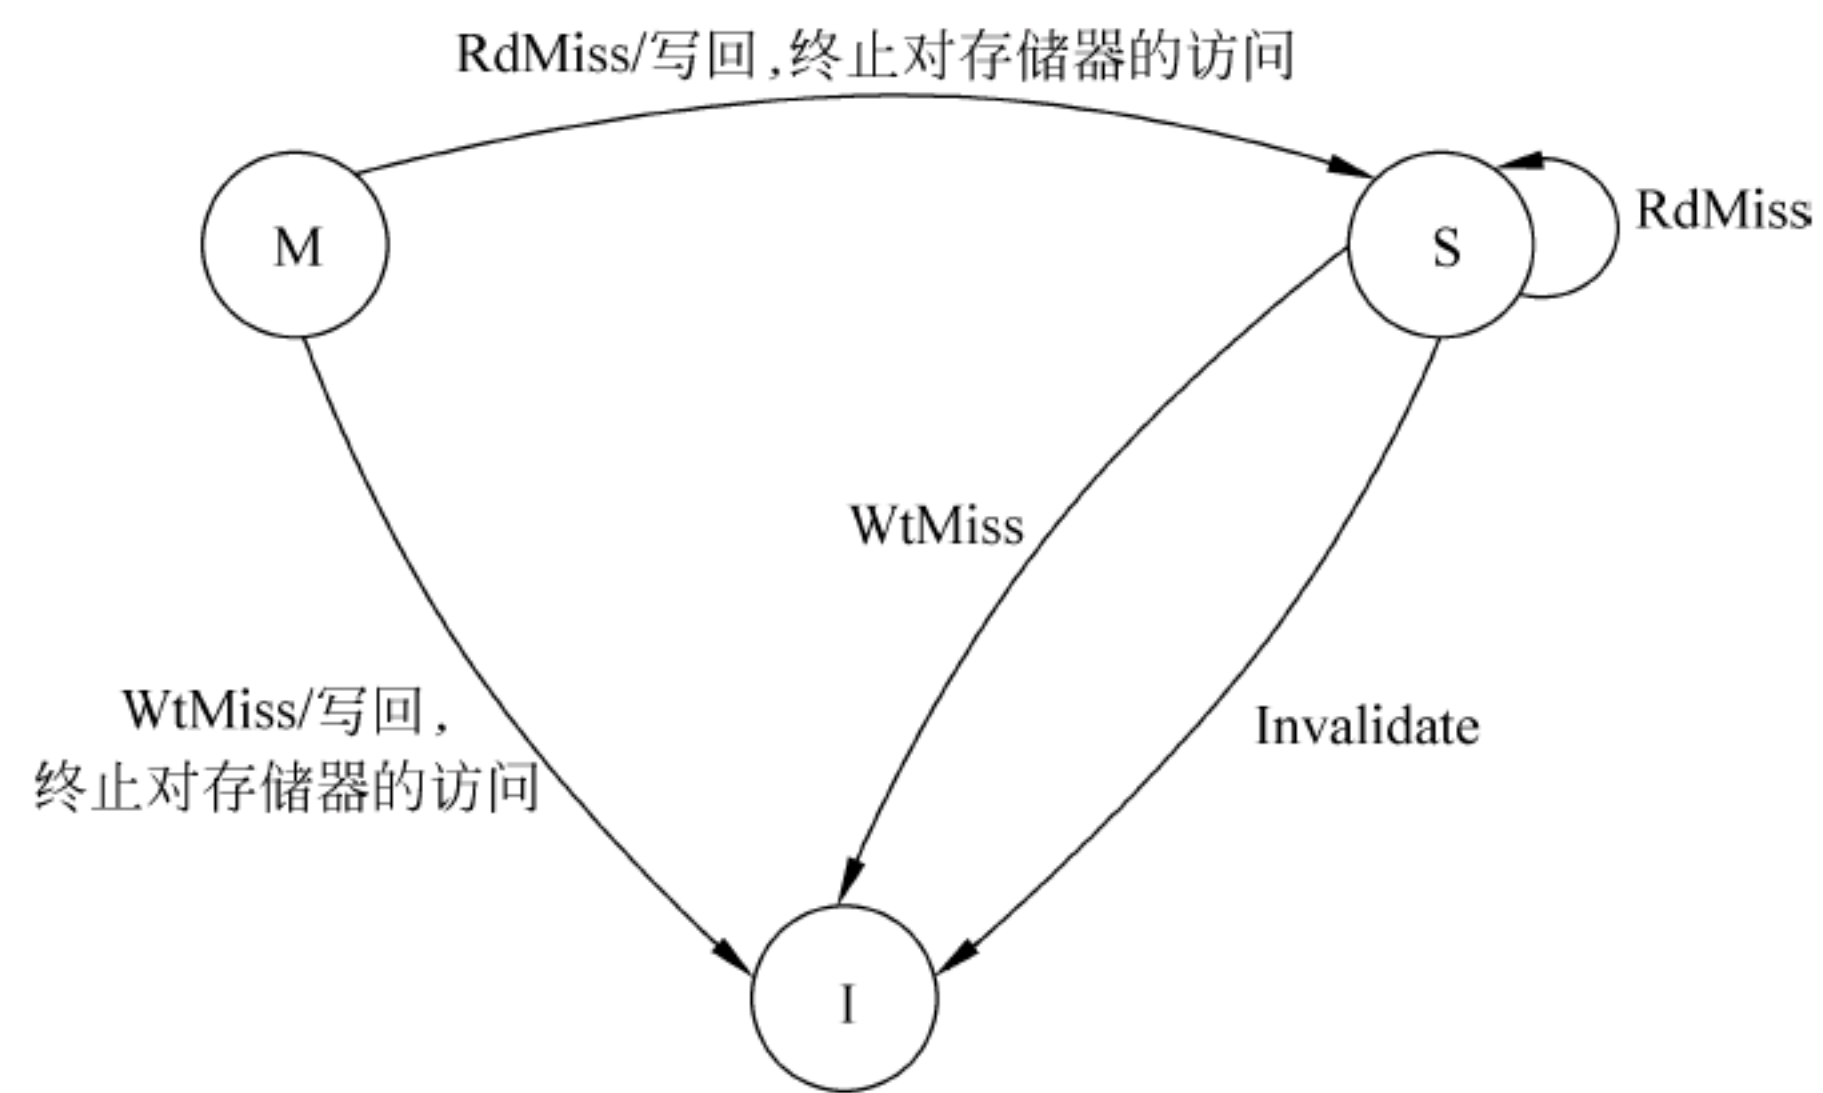 RdMiss/写回,终止对存储器的访问
M
S
RdMiss
WtMiss
WtMiss/写回,
终止对存储器的访问
Invalidate
I